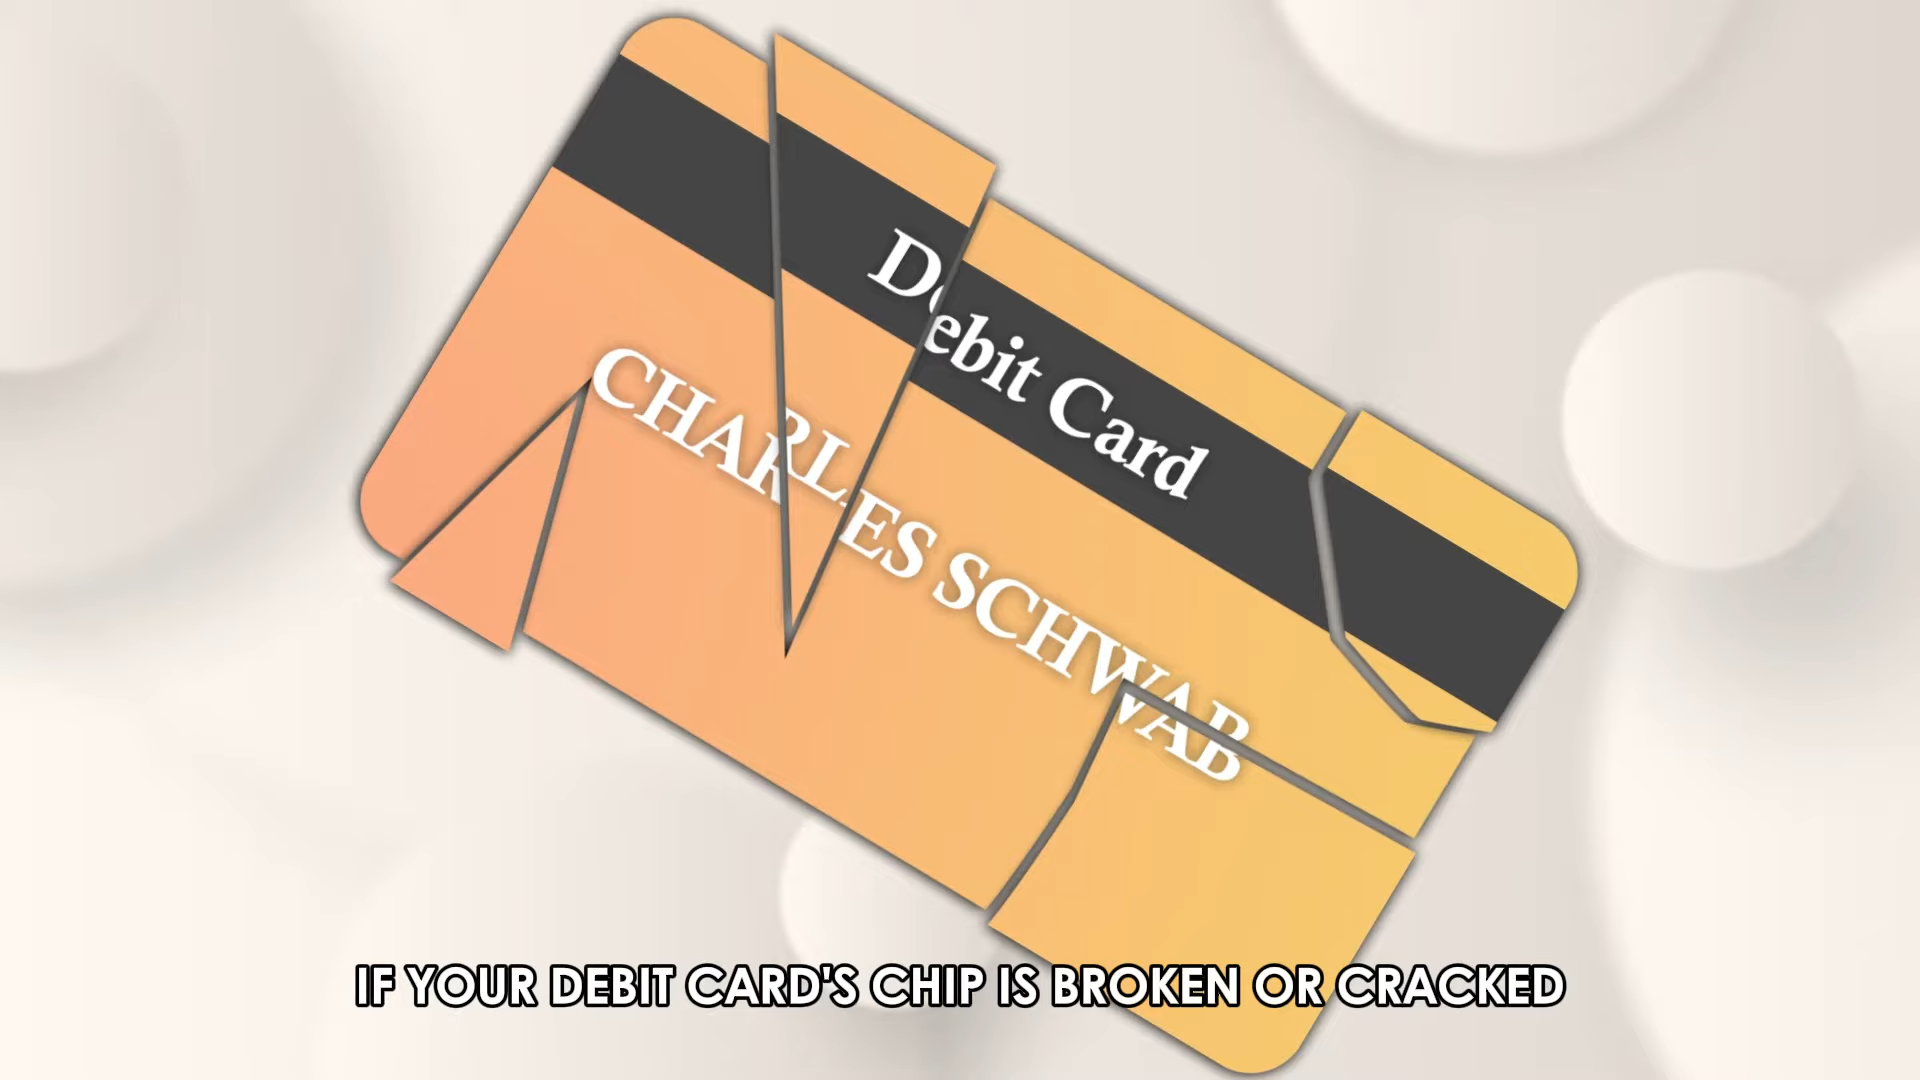 Debit Card
CHARLES SCHWAB
IF YOUR DEBIT CARD'S CHIP IS BROKEN OR CRACKED